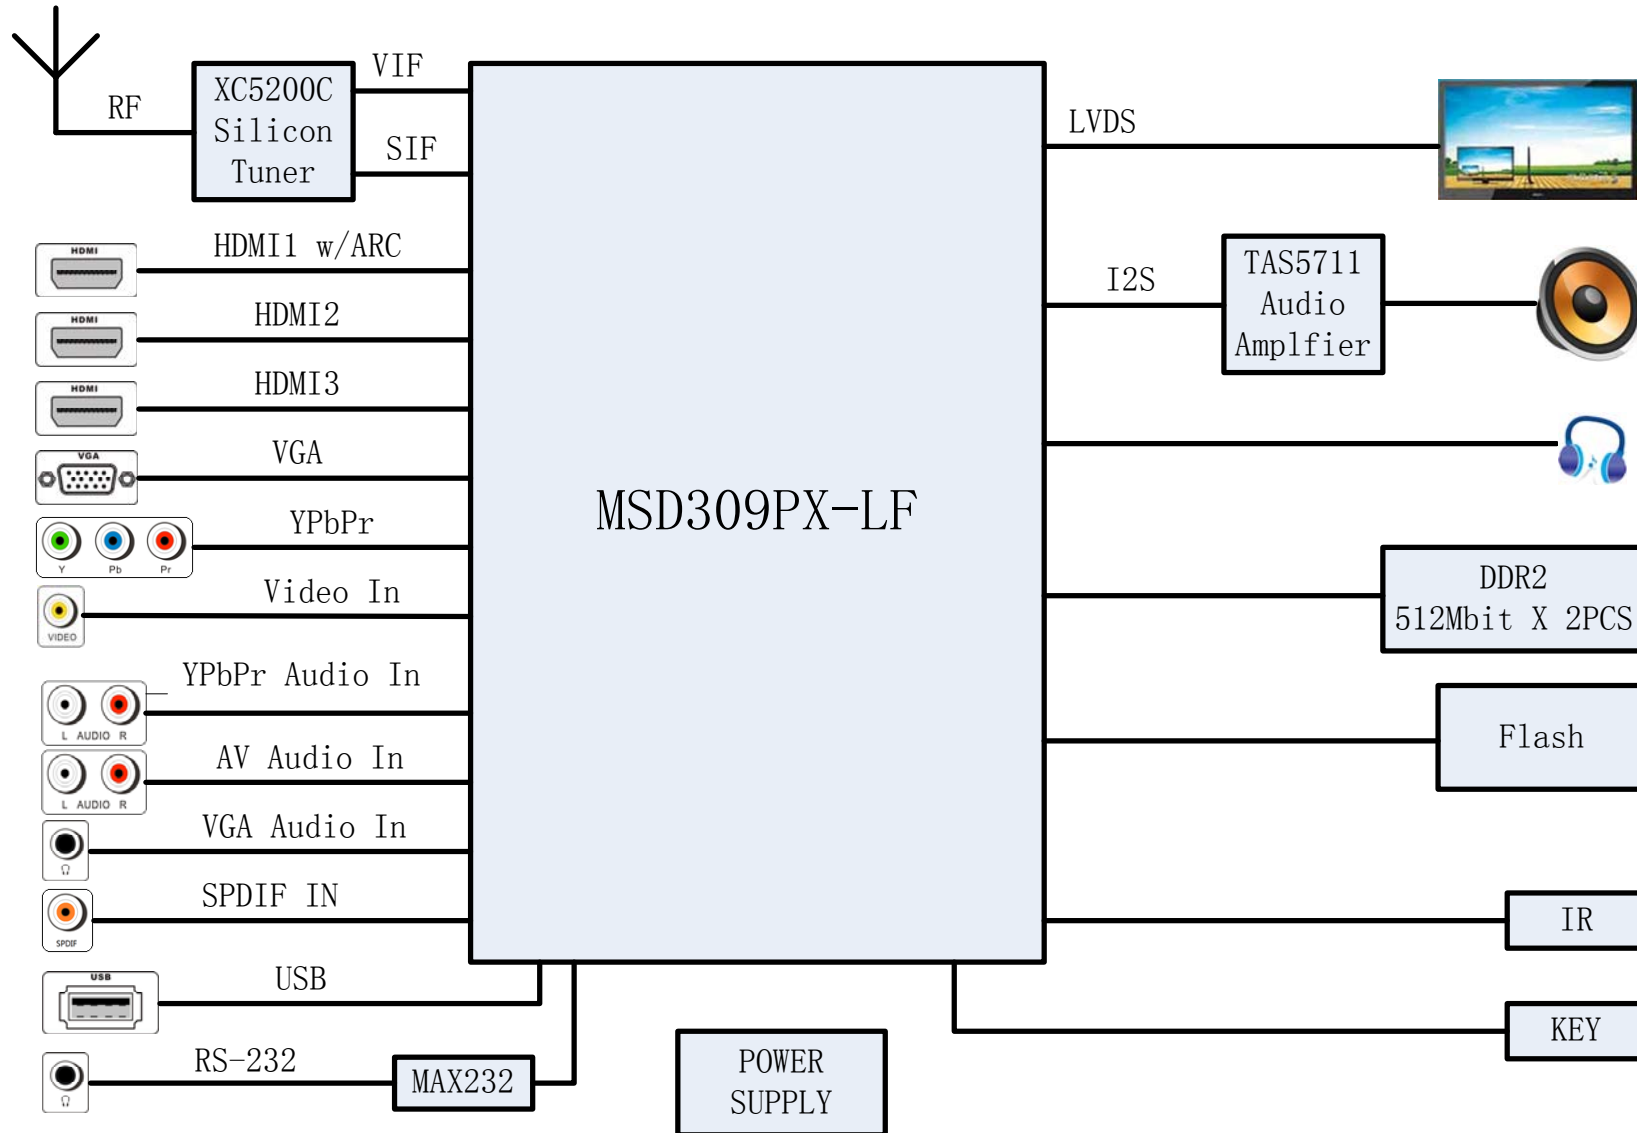 RF
XC5200C
Silicon
Tuner
VIF
SIF
HDMI
HDMI1 w/ARC
HDMI
HDMI2
HDMI
HDMI3
VGA
VGA
Y Pb Pr
YPbPr
VIDEO
Video In
L AUDIO R
YPbPr Audio In
L AUDIO R
AV Audio In
VGA Audio In
SPDIF
SPDIF IN
USB
USB
RS-232
MAX232
MSD309PX-LF
POWER
SUPPLY
LVDS
I2S
TAS5711
Audio
Amplfier
DDR2
512Mbit X 2PCS
Flash
IR
KEY